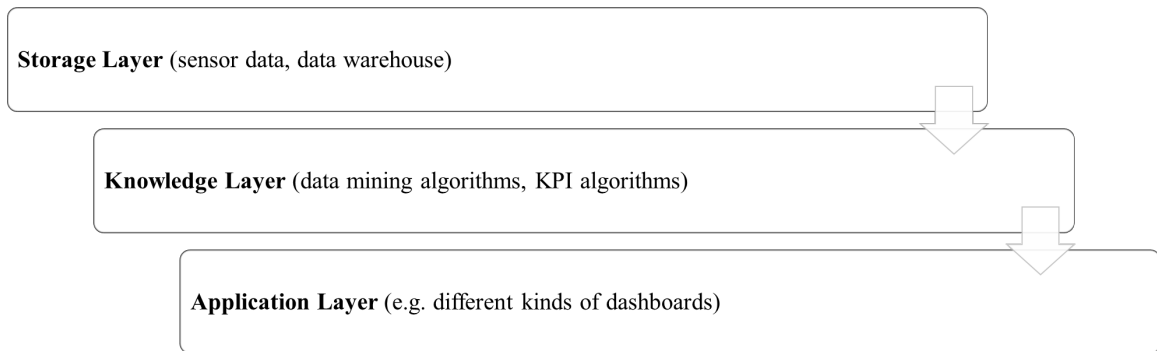 Storage Layer (sensor data, data warehouse)
Knowledge Layer (data mining algorithms, KPI algorithms)
Application Layer (e.g. different kinds of dashboards)